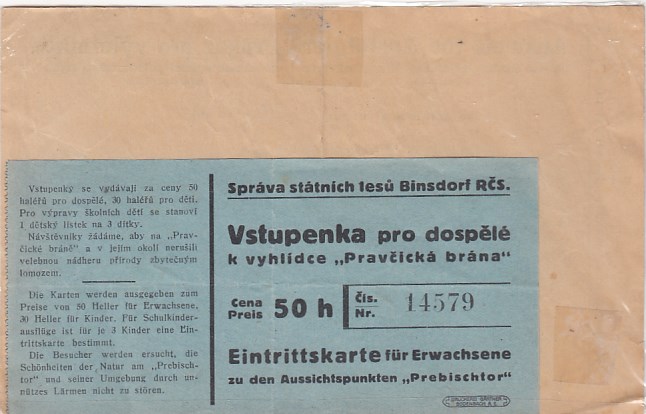 Vstupenky se vydávají za ceny 50
haléřů pro dospělé, 30 haléřů pro děti.
Pro výpravy školních dětí se stanoví
1 dětský lístek na 3 dítky.
Návštěvníky žádáme, aby na „Prav-
čické bráně" a v jejím okolí nerušili
velebnou nádheru přírody zbytečným
lomozem.
Die Karten werden ausgegeben zum
Preise von 50 Heller für Erwachsene,
30 Heller für Kinder. Für Schulkinder-
ausflüge ist für je 3 Kinder eine Ein-
trittskarte bestimmt.
Die Besucher werden ersucht, die
Schönheiten der Natur am „Prebisch-
tor" und seiner Umgebung durch un-
nützes Lärmen nicht zu stören.
Správa státních lesů Binsdorf RČS.
Vstupenka pro dospělé
k vyhlídce „Pravčická brána"
Cena
Preis 50 h
čis.
Nr. 14579
Eintrittskarte für Erwachsene
zu den Aussichtspunkten „Prebischtor"